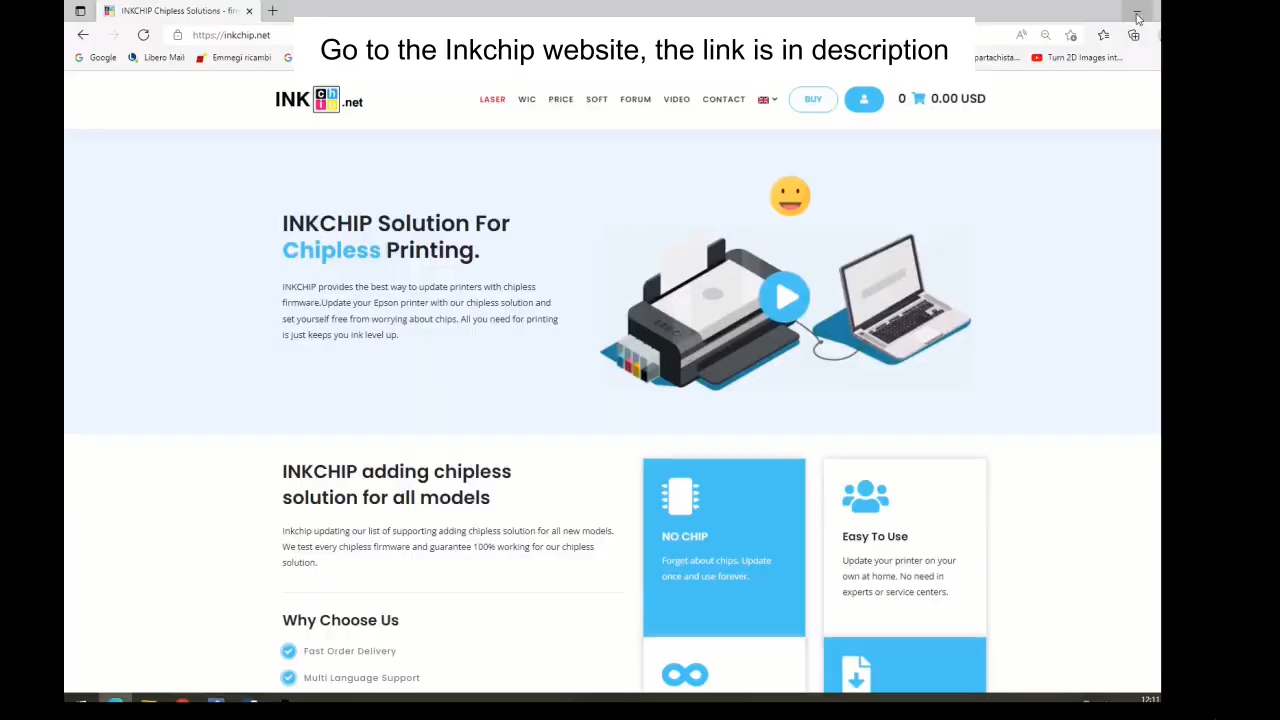 INKCHIP Chipless Solutions - fir
https://inkchip.net
Go to the Inkchip website, the link is in description
Google
Libero Mail
Emmegi ricambi
partachista...
Turn 2D Images int...
INK chip .net
LASER WIC PRICE SOFT FORUM VIDEO CONTACT BUY 0 0.00 USD
INKCHIP Solution For
Chipless Printing.
INKCHIP provides the best way to update printers with chipless
firmware.Update your Epson printer with our chipless solution and
set yourself free from worrying about chips. All you need for printing
is just keeps you ink level up.
INKCHIP adding chipless
solution for all models
Inkchip updating our list of supporting adding chipless solution for all new models.
We test every chipless firmware and guarantee 100% working for our chipless
solution.
Why Choose Us
Fast Order Delivery
Multi Language Support
NO CHIP
Forget about chips. Update
once and use forever.
Easy To Use
Update your printer on your
own at home. No need in
experts or service centers.
12:11